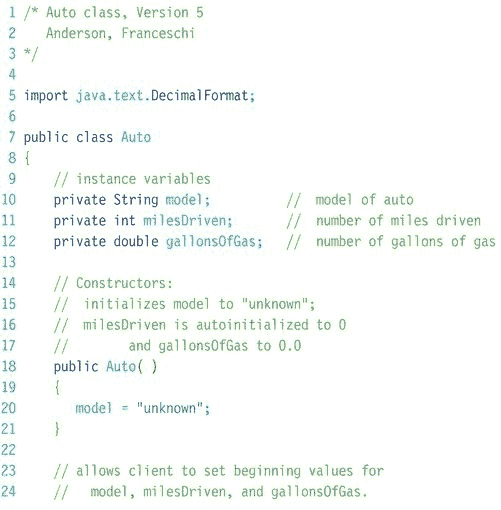 1 /* Auto class, Version 5
2    Anderson, Franceschi
3 */
4
5 import java.text.DecimalFormat;
6
7 public class Auto
8 {
9    // instance variables
10    private String model;          //  model of auto
11    private int milesDriven;       //  number of miles driven
12    private double gallonsOfGas;   //  number of gallons of gas
13
14    // Constructors:
15    //  initializes model to "unknown";
16    //  milesDriven is autoinitialized to 0
17    //        and gallonsOfGas to 0.0
18    public Auto( )
19    {
20       model = "unknown";
21    }
22
23    // allows client to set beginning values for
24    //   model, milesDriven, and gallonsOfGas.